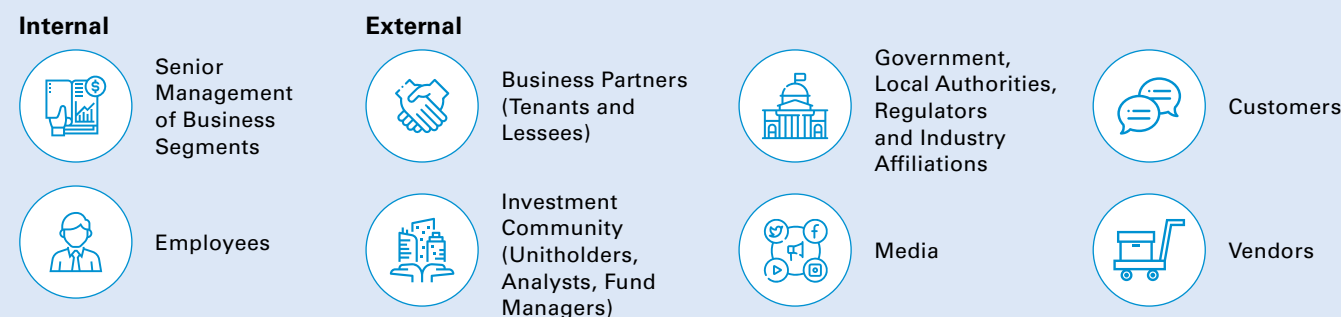 Internal
Senior
Management
of Business
Segments
Employees
External
Business Partners
(Tenants and
Lessees)
Investment
Community
(Unitholders,
Analysts, Fund
Managers)
Government,
Local Authorities,
Regulators
and Industry
Affiliations
Media
Customers
Vendors